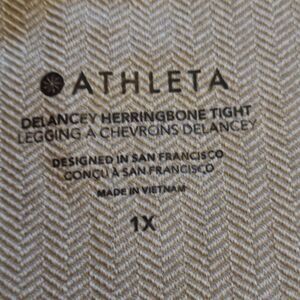 ATHLETA
DELANCEY HERRINGBONE TIGHT
LEGGING À CHEVRONS DELANCEY
DESIGNED IN SAN FRANCISCO
CONÇU À SAN FRANCISCO
MADE IN VIETNAM
1X